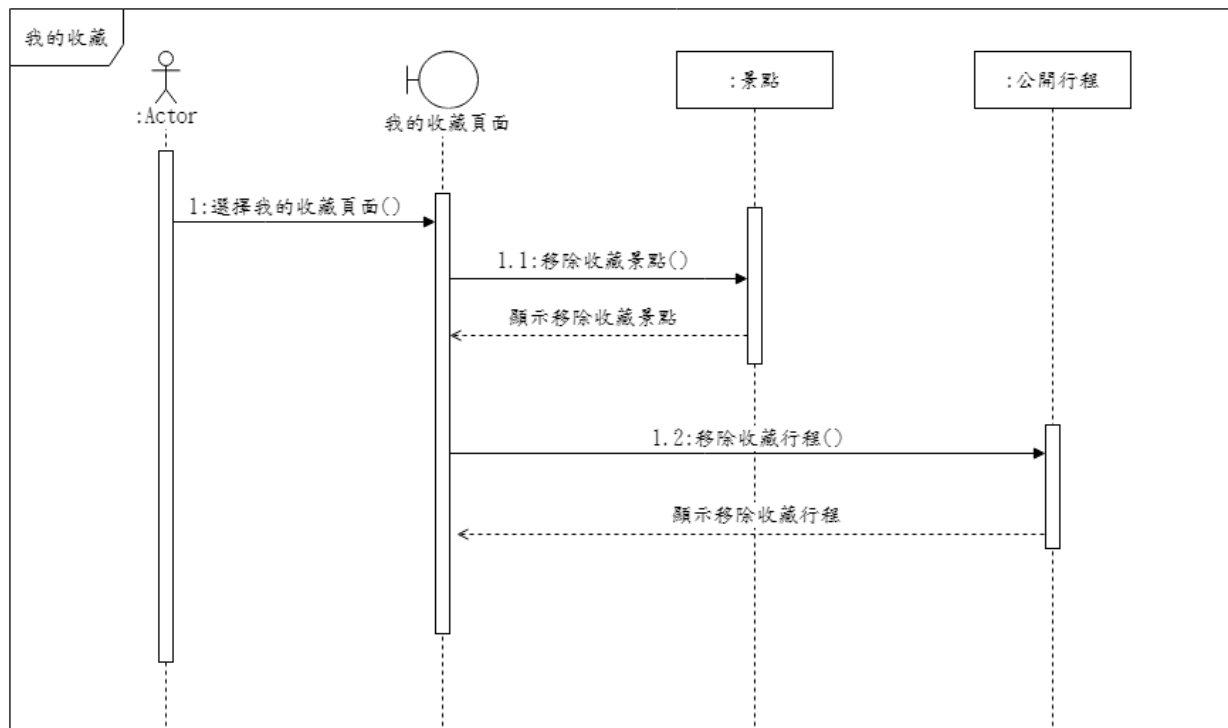 我的收藏
:Actor
我的收藏頁面
:景點
:公開行程
1:選擇我的收藏頁面()
1.1:移除收藏景點()
顯示移除收藏景點
1.2:移除收藏行程()
顯示移除收藏行程